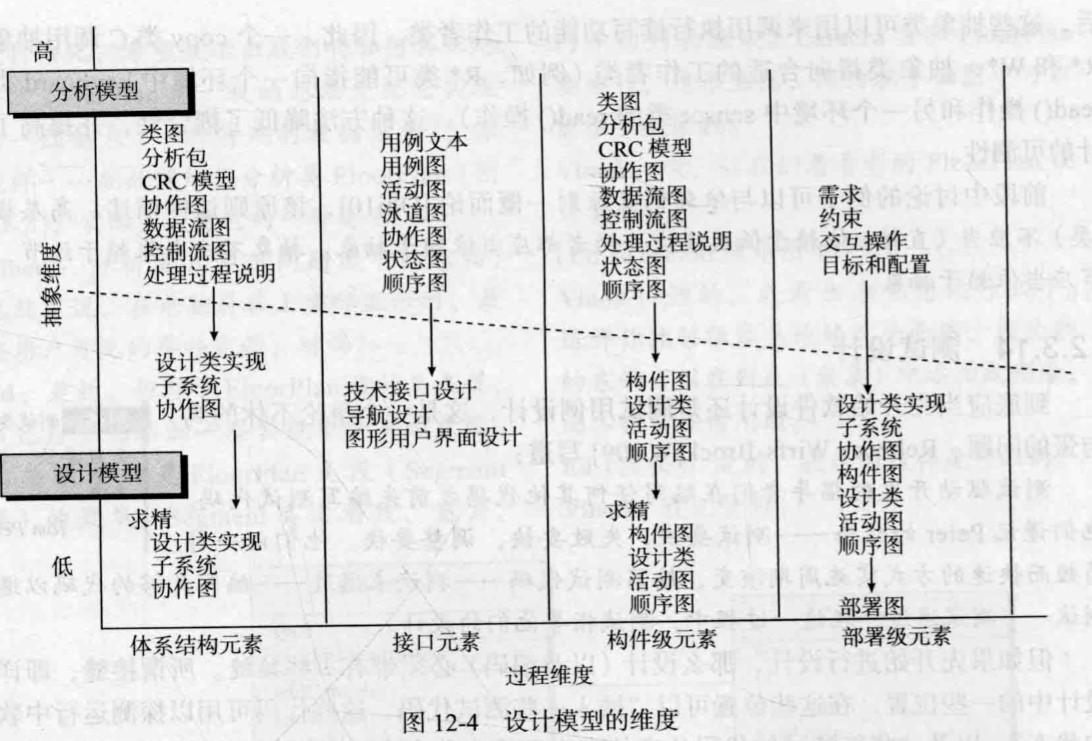 高
分析模型
类图
分析包
CRC 模型
协作图
数据流图
控制流图
处理过程说明
用例文本
用例图
活动图
泳道图
协作图
状态图
顺序图
类图
分析包
CRC 模型
协作图
数据流图
控制流图
处理过程说明
状态图
顺序图
需求
约束
交互操作
目标和配置
抽象维度
设计类实现
子系统
协作图
技术接口设计
导航设计
图形用户界面设计
构件图
设计类
活动图
顺序图
设计类实现
子系统
协作图
构件图
设计类
活动图
顺序图
设计模型
求精
设计类实现
子系统
协作图
求精
构件图
设计类
活动图
顺序图
部署图
低
体系结构元素
接口元素
构件级元素
部署级元素
过程维度
图 12-4 设计模型的维度